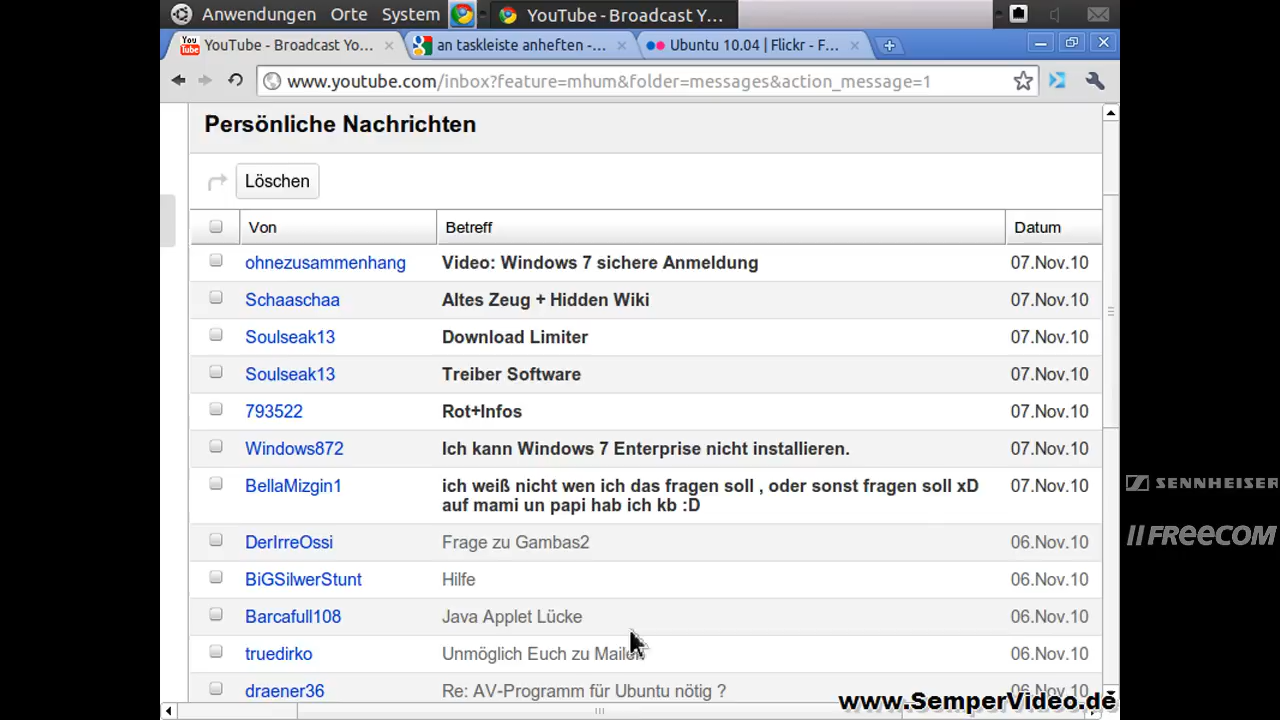 Anwendungen Orte System YouTube - Broadcast Y...
You Tube YouTube - Broadcast Yo... an taskleiste anheften -... Ubuntu 10.04 | Flickr - F...
www.youtube.com/inbox?feature=mhum&folder=messages&action_message=1
Persönliche Nachrichten
Löschen
Von Betreff Datum
ohnezusammenhang Video: Windows 7 sichere Anmeldung 07.Nov.10
Schaaschaa Altes Zeug + Hidden Wiki 07.Nov.10
Soulseak13 Download Limiter 07.Nov.10
Soulseak13 Treiber Software 07.Nov.10
793522 Rot+Infos 07.Nov.10
Windows872 Ich kann Windows 7 Enterprise nicht installieren. 07.Nov.10
BellaMizgin1 ich weiß nicht wen ich das fragen soll , oder sonst fragen soll xD 07.Nov.10
auf mami un papi hab ich kb :D
SENNHEISER
DerIrreOssi Frage zu Gambas2 06.Nov.10
FREECOM
BiGSilwerStunt Hilfe 06.Nov.10
Barcafull108 Java Applet Lücke 06.Nov.10
truedirko Unmöglich Euch zu Mailen 06.Nov.10
draener36 Re: AV-Programm für Ubuntu nötig ? 06.Nov.10
www.SemperVideo.de